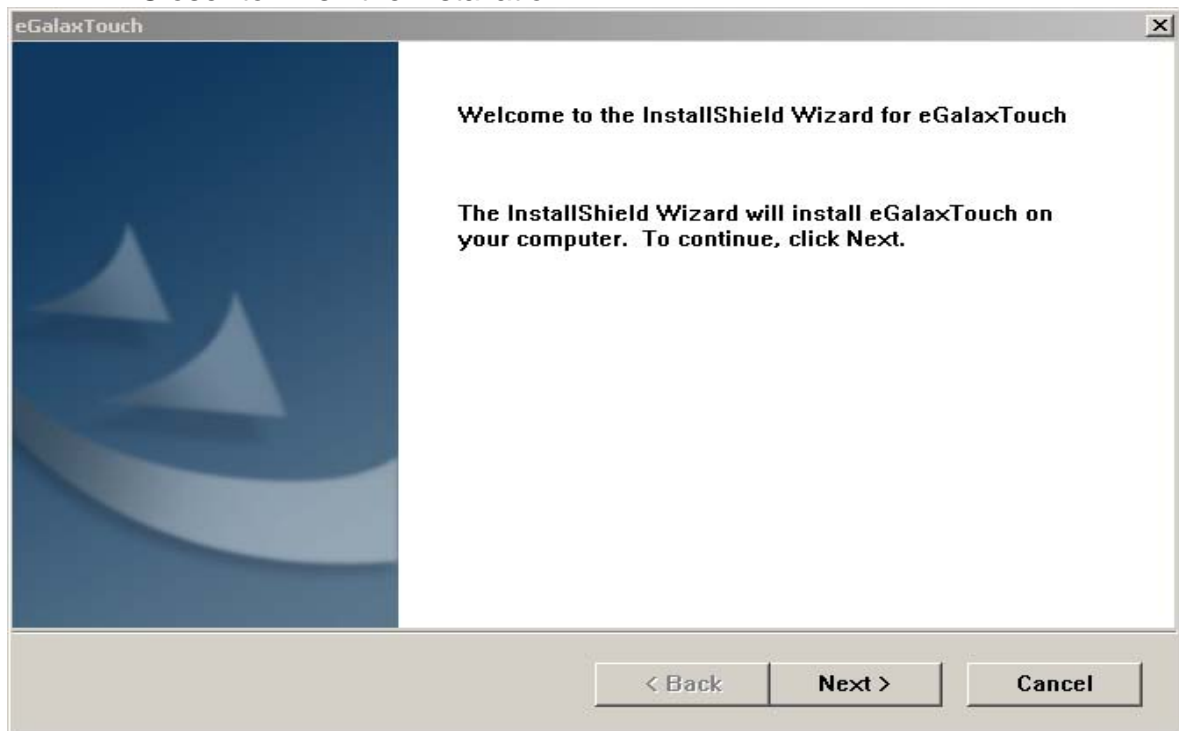 eGalaxTouch
Welcome to the InstallShield Wizard for eGalaxTouch
The InstallShield Wizard will install eGalaxTouch on
your computer. To continue, click Next.
< Back
Next >
Cancel